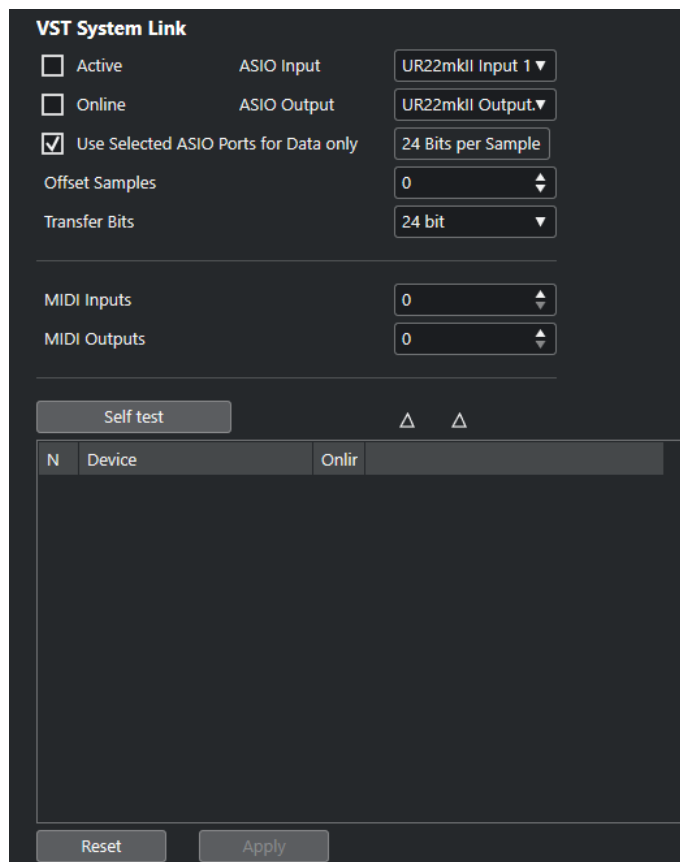 VST System Link
Active ASIO Input UR22mkII Input 1
Online ASIO Output UR22mkII Output.
Use Selected ASIO Ports for Data only 24 Bits per Sample
Offset Samples 0
Transfer Bits 24 bit
MIDI Inputs 0
MIDI Outputs 0
Self test
N Device Onlir
Reset Apply